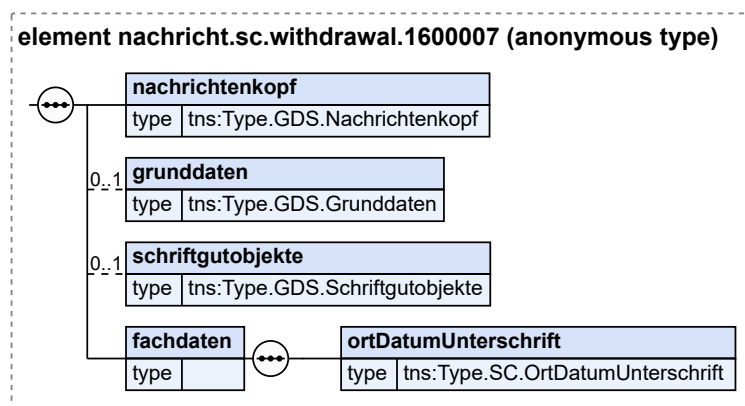 element nachricht.sc.withdrawal.1600007 (anonymous type)
nachrichtenkopf
type tns:Type.GDS.Nachrichtenkopf
0..1 grunddaten
type tns:Type.GDS.Grunddaten
0..1 schriftgutobjekte
type tns:Type.GDS.Schriftgutobjekte
fachdaten ortDatumUnterschrift
type type tns:Type.SC.OrtDatumUnterschrift